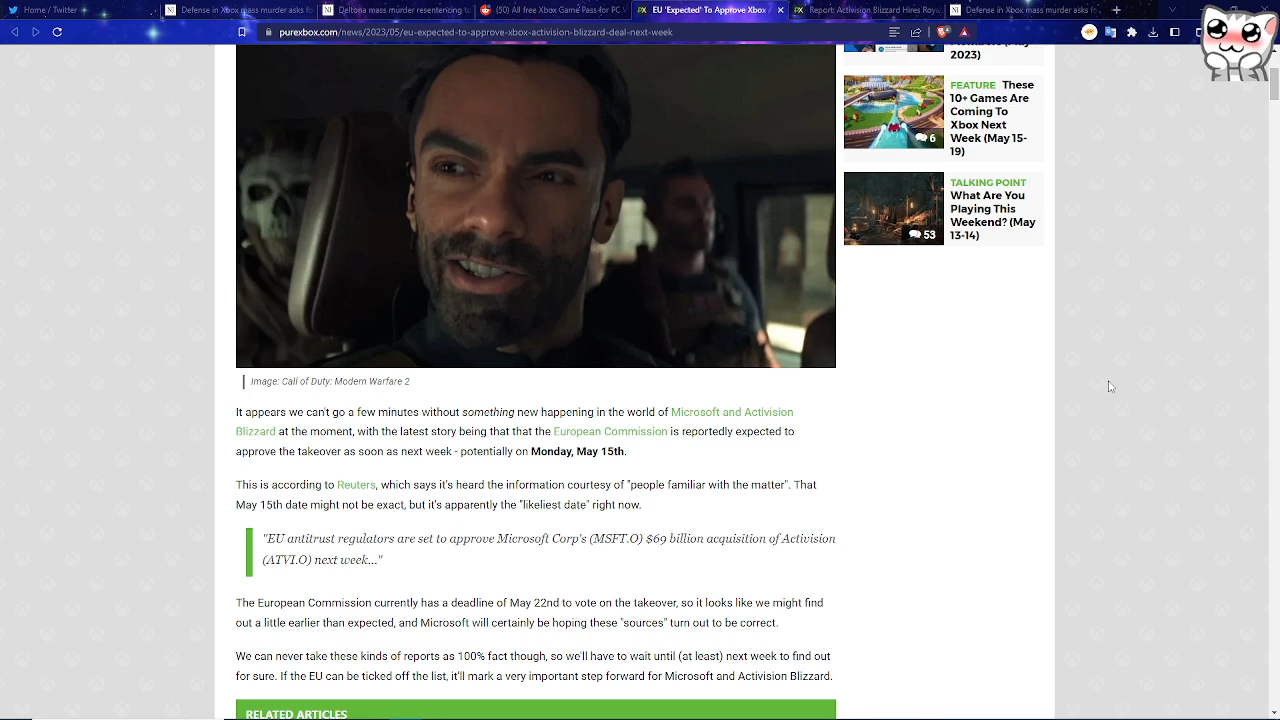 Home / Twitter
Defense in Xbox mass murder asks f
Deltona mass murder resentencing t
(50) All free Xbox Game Pass for PC
EU 'Expected' To Approve Xbox
Report: Activision Blizzard Hires Roya
Defense in Xbox mass murder asks f
purexbox.com/news/2023/05/eu-expected-to-approve-xbox-activision-blizzard-deal-next-week
2023)
FEATURE These
10+ Games Are
Coming To
Xbox Next
Week (May 15-
19)
6
TALKING POINT
What Are You
Playing This
Weekend? (May
13-14)
53
Image: Call of Duty: Modern Warfare 2
It appears we can't go a few minutes without something new happening in the world of Microsoft and Activision
Blizzard at the moment, with the latest story being that that the European Commission is reportedly expected to
approve the takeover as soon as next week - potentially on Monday, May 15th.
This is according to Reuters, which says it's heard the information courtesy of "people familiar with the matter". That
May 15th date might not be exact, but it's apparently the "likeliest date" right now.
"EU antitrust regulators are set to approve Microsoft Corp's (MSFT.O) $69 billion acquisition of Activision
(ATVI.O) next week..."
The European Commission currently has a deadline of May 22nd to vote on the takeover, so it looks like we might find
out a little earlier than expected, and Microsoft will certainly be hoping these "sources" turn out to be correct.
We can never take these kinds of reports as 100% fact though, so we'll have to wait until (at least) next week to find out
for sure. If the EU can be ticked off the list, it'll mark a very important step forward for Microsoft and Activision Blizzard.
RELATED ARTICLES